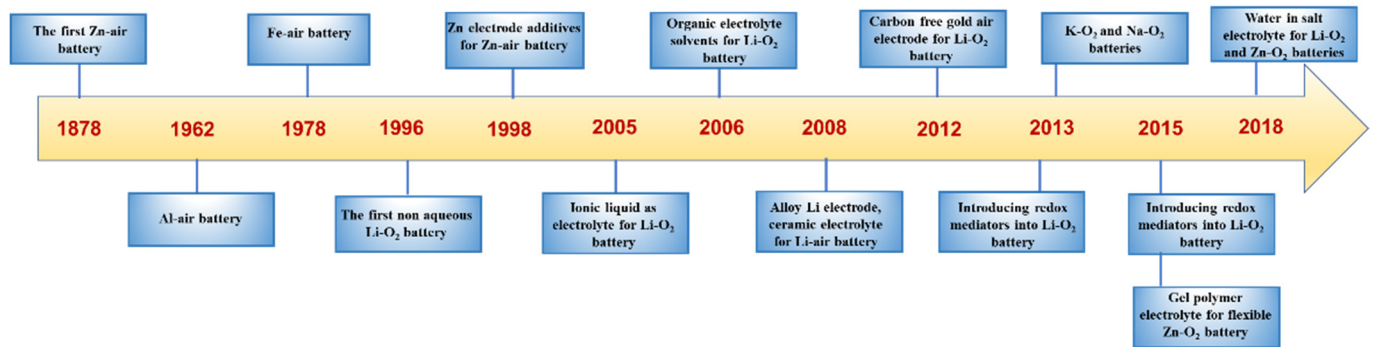 The first Zn-air
battery
Fe-air battery
Zn electrode additives
for Zn-air battery
Organic electrolyte
solvents for Li-O₂
battery
Carbon free gold air
electrode for Li-O₂
battery
K-O₂ and Na-O₂
batteries
Water in salt
electrolyte for Li-O₂
and Zn-O₂ batteries
1878 1962 1978 1996 1998 2005 2006 2008 2012 2013 2015 2018
Al-air battery
The first non aqueous
Li-O₂ battery
Ionic liquid as
electrolyte for Li-O₂
battery
Alloy Li electrode,
ceramic electrolyte
for Li-air battery
Introducing redox
mediators into Li-O₂
battery
Introducing redox
mediators into Li-O₂
battery
Gel polymer
electrolyte for flexible
Zn-O₂ battery